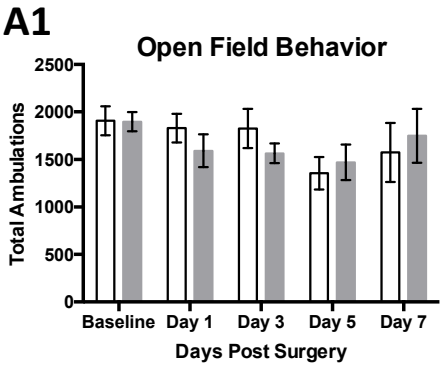 A1
Open Field Behavior
Total Ambulations
2500
2000
1500
1000
500
0
Baseline Day 1 Day 3 Day 5 Day 7
Days Post Surgery